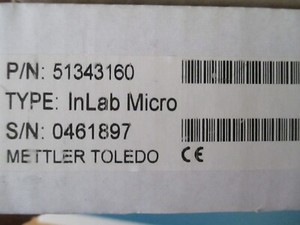 P/N: 51343160
TYPE: InLab Micro
S/N: 0461897
METTLER TOLEDO CE